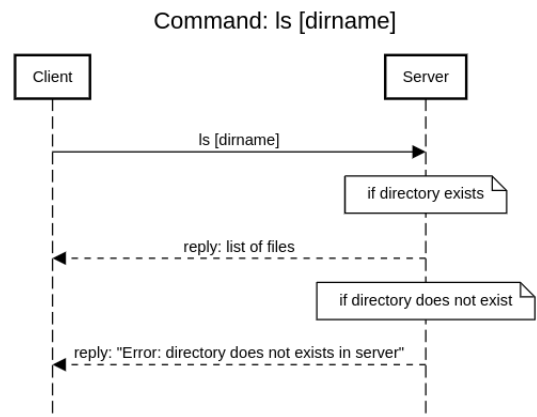 Command: ls [dirname]
Client
Server
ls [dirname]
if directory exists
reply: list of files
if directory does not exist
reply: "Error: directory does not exists in server"